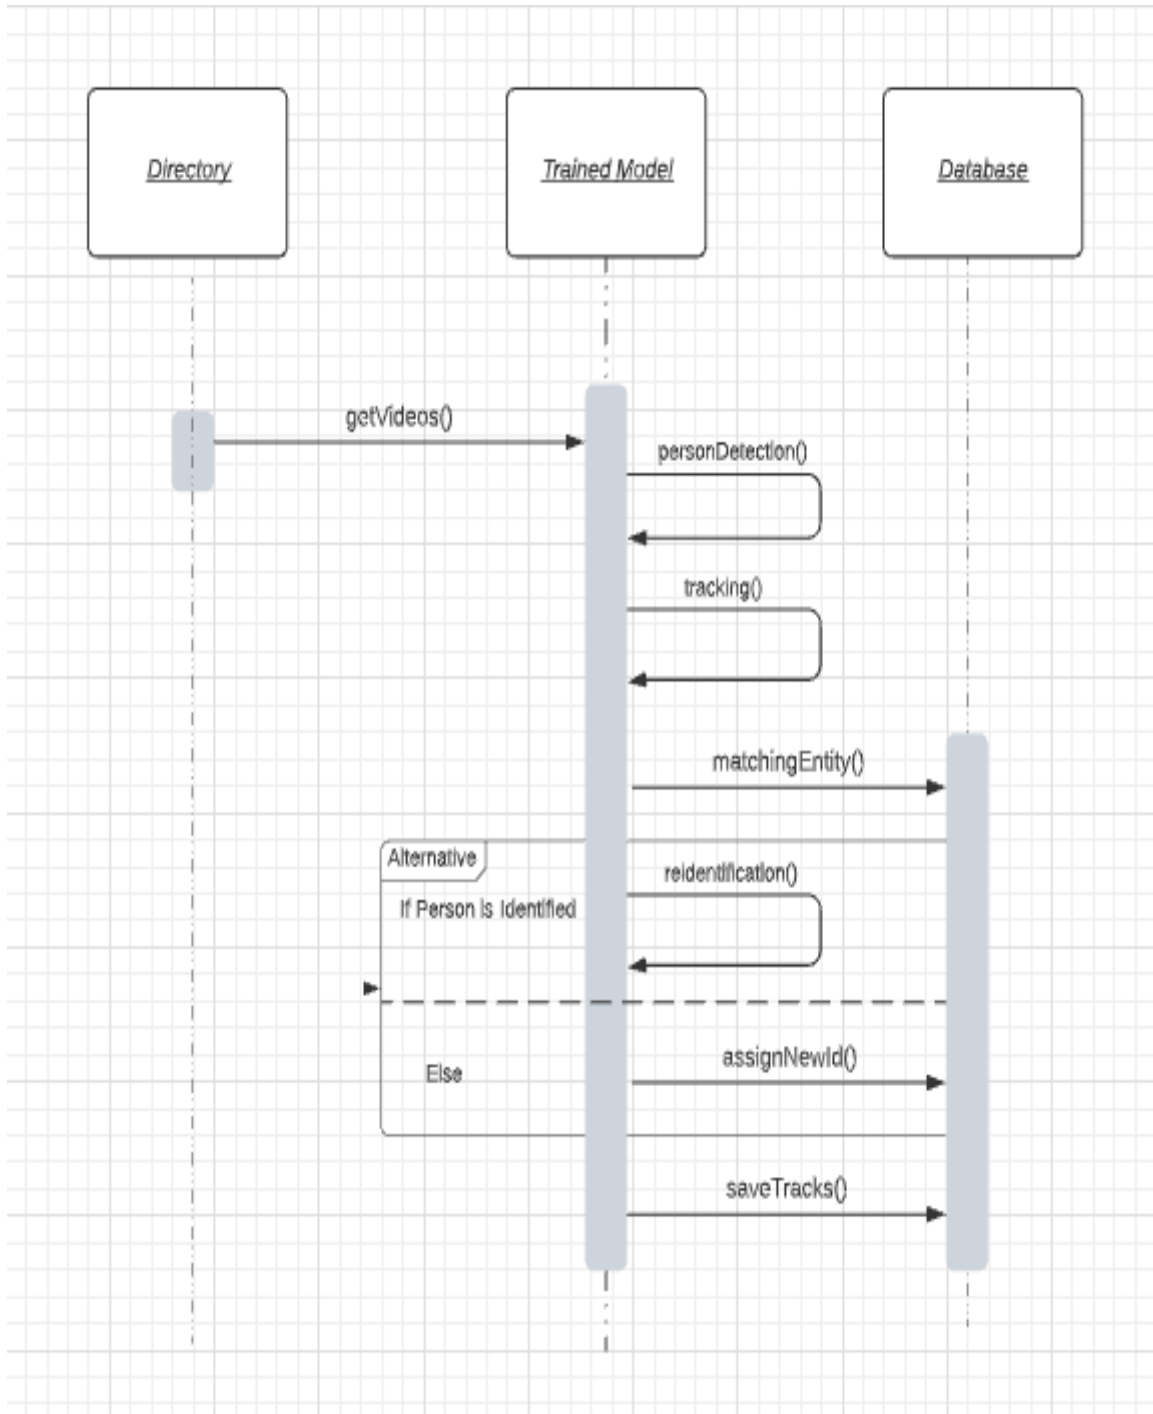 Directory
Trained Model
Database
getVideos()
personDetection()
tracking()
matchingEntity()
Alternative
reidentification()
If Person is Identified
assignNewId()
Else
saveTracks()